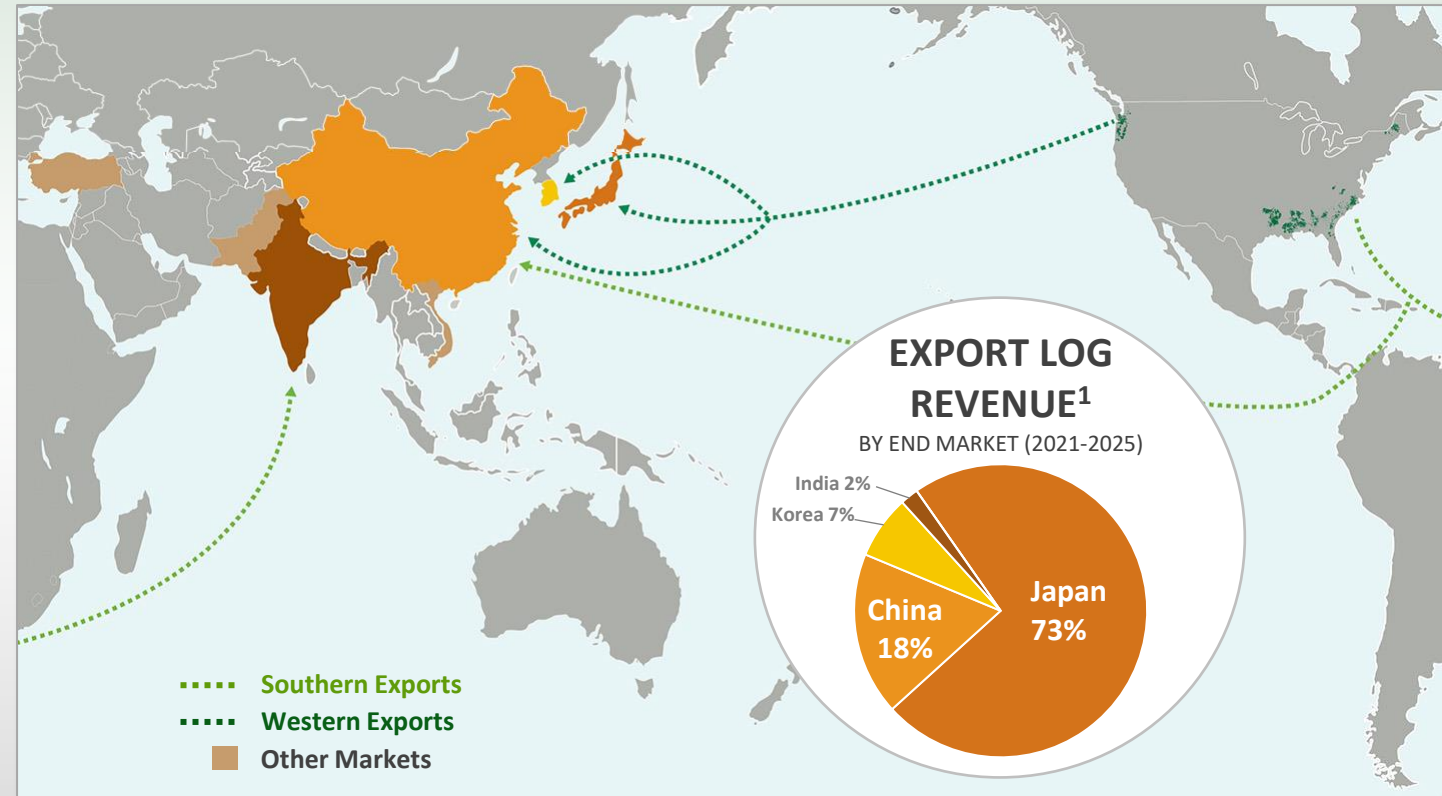 EXPORT LOG
REVENUE¹
BY END MARKET (2021-2025)
India 2%
Korea 7%
China
18%
Japan
73%
Southern Exports
Western Exports
Other Markets